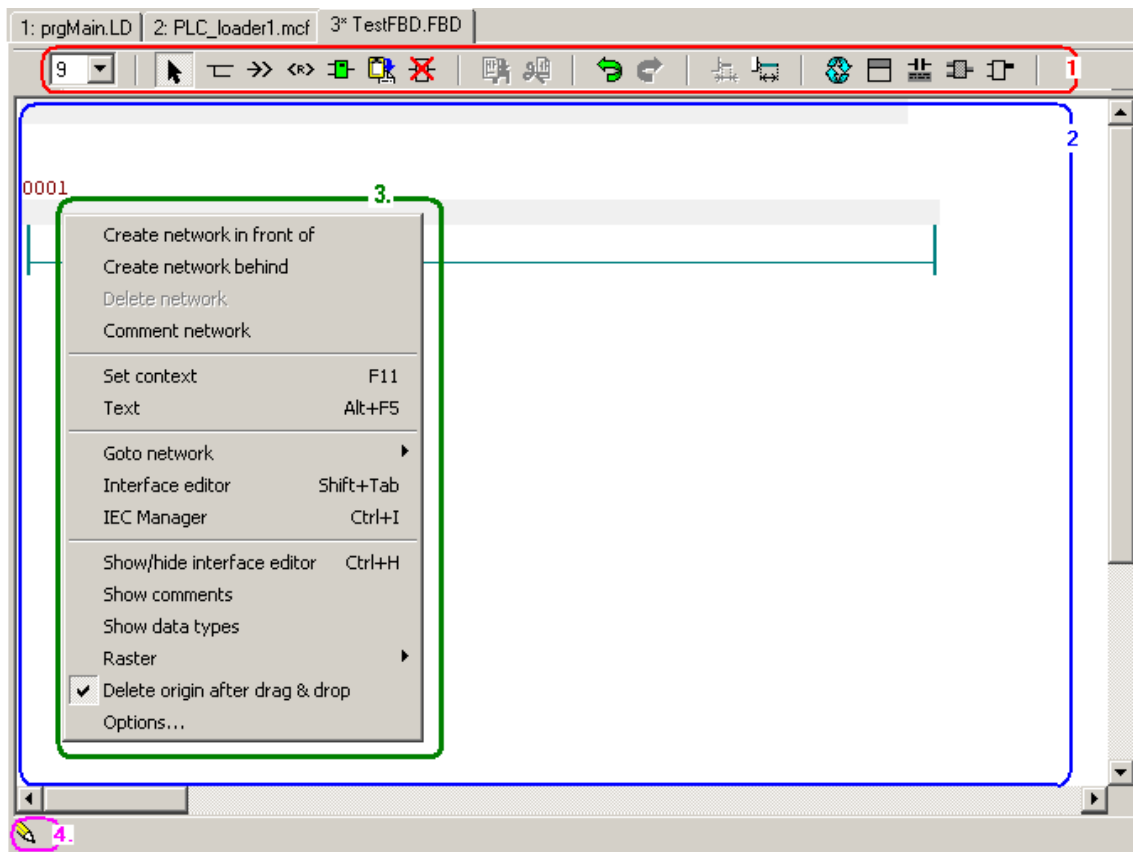 1: prgMain.LD 2: PLC_loader1.mcf 3* TestFBD.FBD
9 <R> 1
2
0001
3.
Create network in front of
Create network behind
Delete network
Comment network
Set context F11
Text Alt+F5
Goto network
Interface editor Shift+Tab
IEC Manager Ctrl+I
Show/hide interface editor Ctrl+H
Show comments
Show data types
Raster
Delete origin after drag & drop
Options...
4.